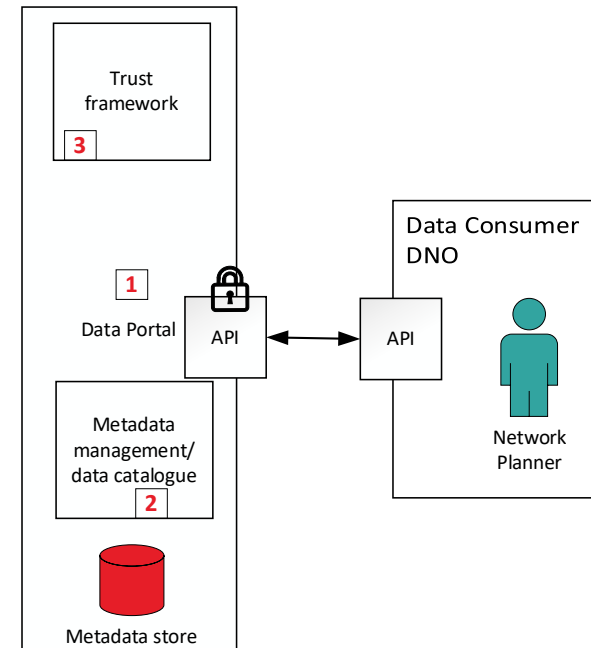 Trust
framework
3
1
Data Portal
API
API
Data Consumer
DNO
Network
Planner
Metadata
management/
data catalogue
2
Metadata store